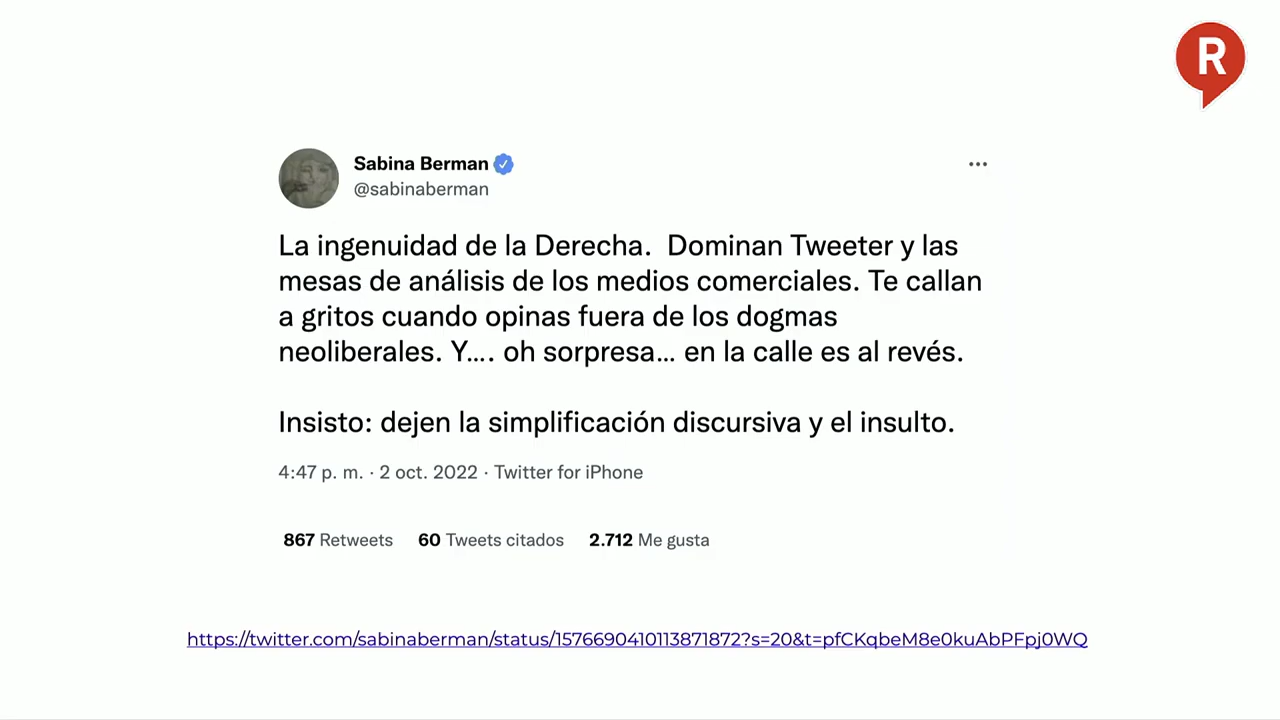 R
Sabina Berman
@sabinaberman
La ingenuidad de la Derecha.  Dominan Tweeter y las
mesas de análisis de los medios comerciales. Te callan
a gritos cuando opinas fuera de los dogmas
neoliberales. Y.... oh sorpresa... en la calle es al revés.
Insisto: dejen la simplificación discursiva y el insulto.
4:47 p. m. · 2 oct. 2022 · Twitter for iPhone
867 Retweets 60 Tweets citados 2.712 Me gusta
https://twitter.com/sabinaberman/status/1576690410113871872?s=20&t=pfCKqbeM8e0kuAbPFpj0WQ